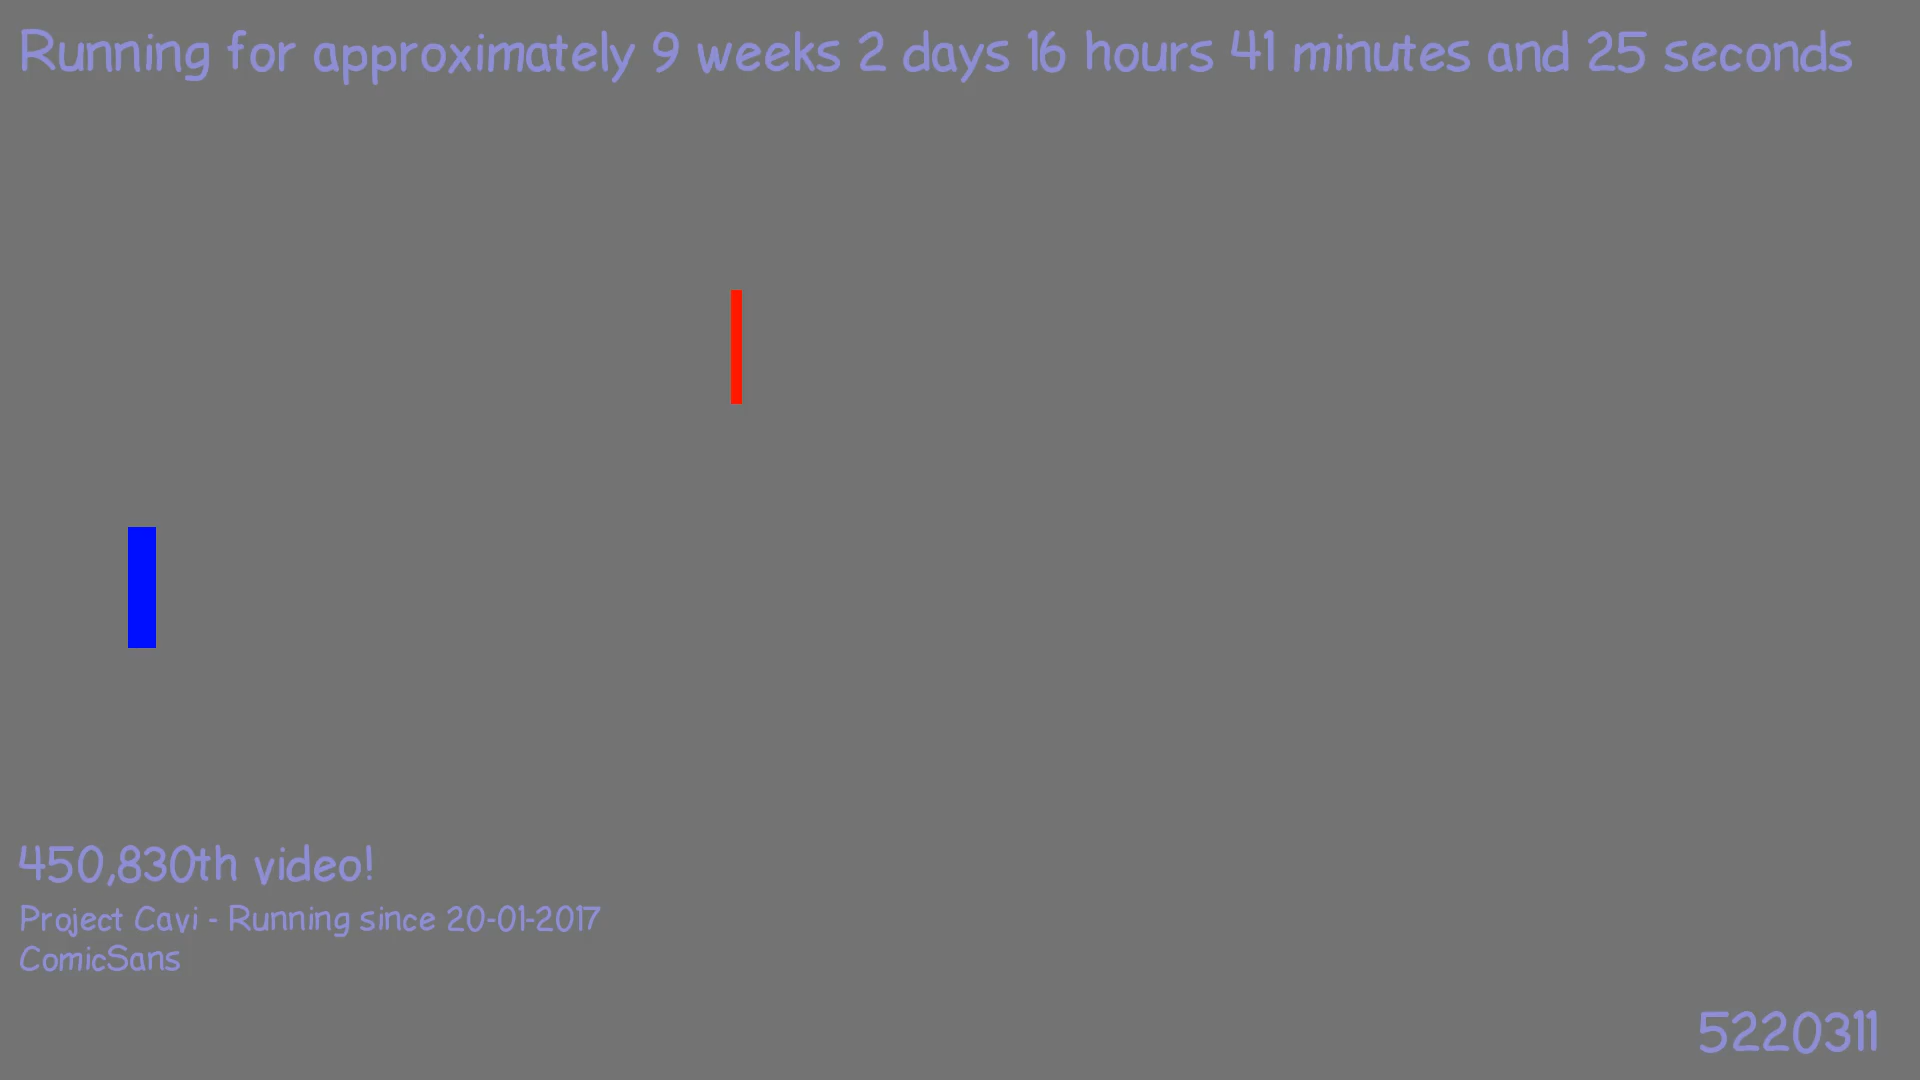 Running for approximately 9 weeks 2 days 16 hours 41 minutes and 25 seconds
450,830th video!
Project Cavi - Running since 20-01-2017
ComicSans
5220311